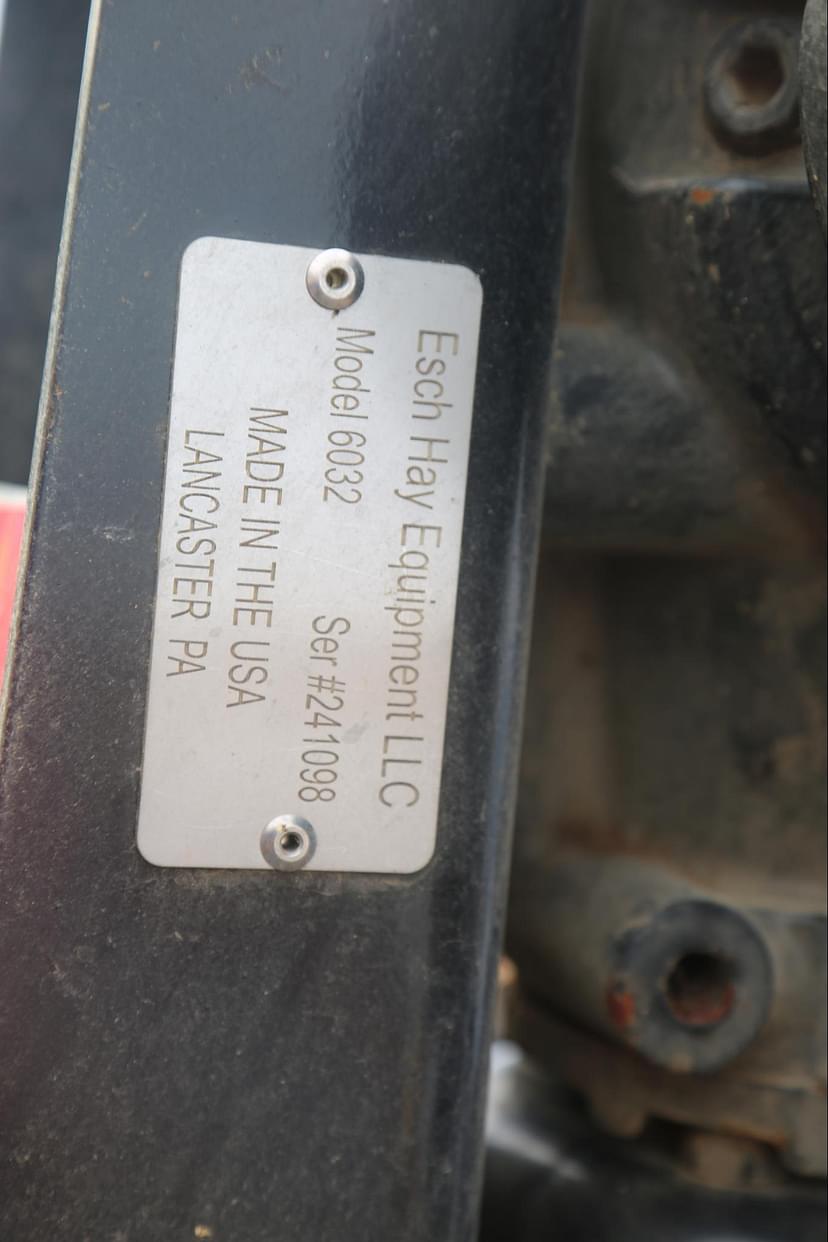 Esch Hay Equipment LLC
Model 6032 Ser #241098
MADE IN THE USA
LANCASTER PA